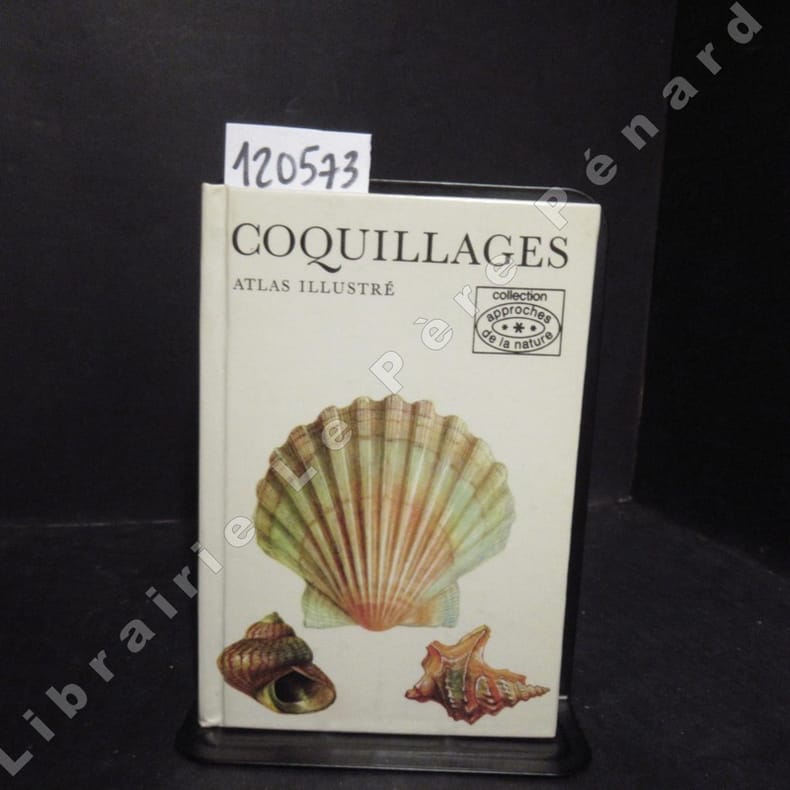 120573
COQUILLAGES
ATLAS ILLUSTRÉ
collection
approches
de la nature
Librairie Le Père Pénard